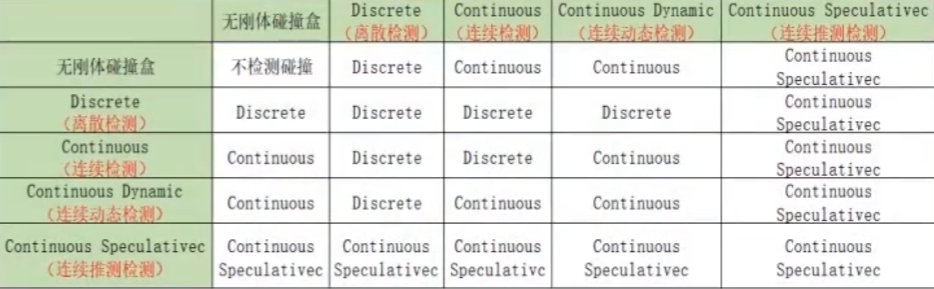 无刚体碰撞盒 Discrete（离散检测） Continuous（连续检测） Continuous Dynamic（连续动态检测） Continuous Speculativec（连续推测检测）
无刚体碰撞盒 不检测碰撞 Discrete Continuous Continuous Continuous Speculativec
Discrete（离散检测） Discrete Discrete Discrete Discrete Continuous Speculativec
Continuous（连续检测） Continuous Discrete Discrete Continuous Continuous Speculativec
Continuous Dynamic（连续动态检测） Continuous Discrete Continuous Continuous Continuous Speculativec
Continuous Speculativec（连续推测检测） Continuous Speculativec Continuous Speculativec Continuous Speculativc Continuous Speculativec Continuous Speculativec